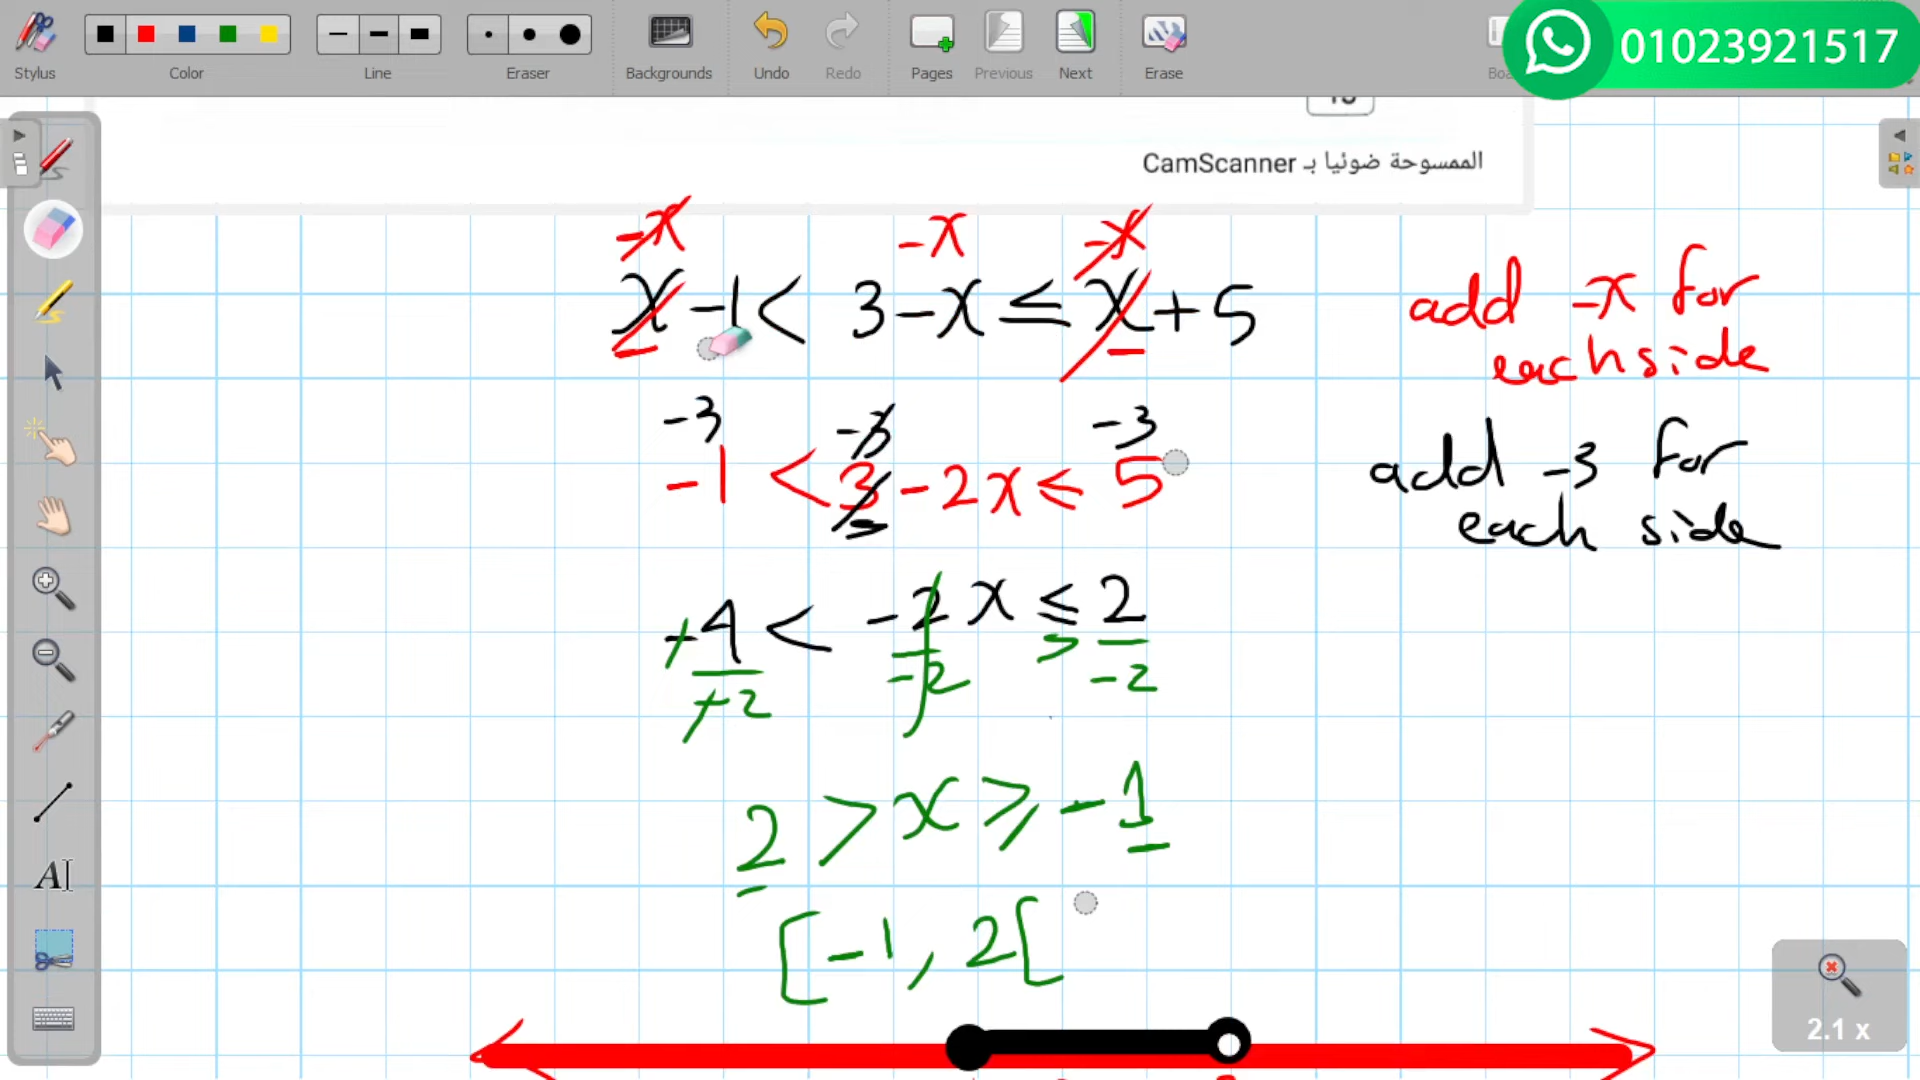 Stylus
Color
Line
Eraser
Backgrounds
Undo
Redo
Pages
Previous
Next
Erase
01023921517
الممسوحة ضوئيا بـ CamScanner
-x -x -x
x -1 < 3-x ≤ x+5
add -x for
each side
-3 -3 -3
-1 < 3 -2x ≤ 5
add -3 for
each side
-4 < -2x ≤ 2
-2 -2 > -2
2 > x ≥ -1
[-1, 2[
AI
2.1 x